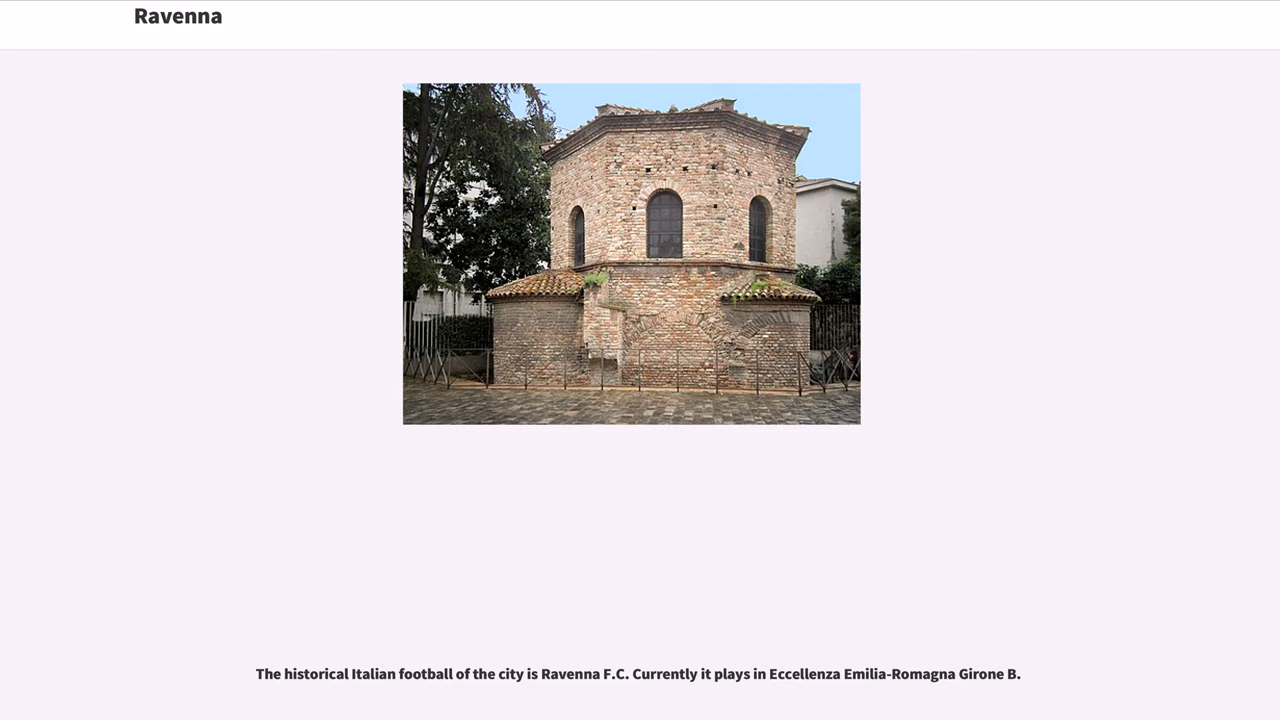 Ravenna
The historical Italian football of the city is Ravenna F.C. Currently it plays in Eccellenza Emilia-Romagna Girone B.